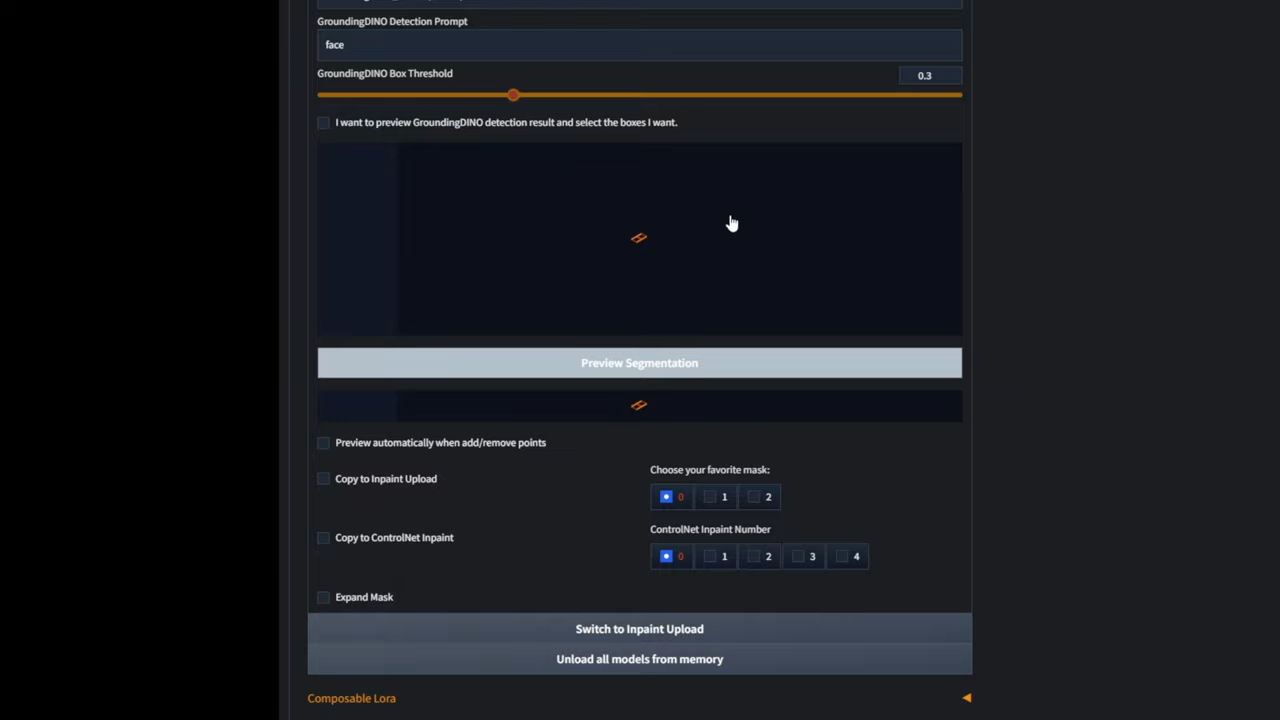 GroundingDINO Detection Prompt
face
GroundingDINO Box Threshold
0.3
I want to preview GroundingDINO detection result and select the boxes I want.
Preview Segmentation
Preview automatically when add/remove points
Copy to Inpaint Upload
Choose your favorite mask:
0 1 2
Copy to ControlNet Inpaint
ControlNet Inpaint Number
0 1 2 3 4
Expand Mask
Switch to Inpaint Upload
Unload all models from memory
Composable Lora